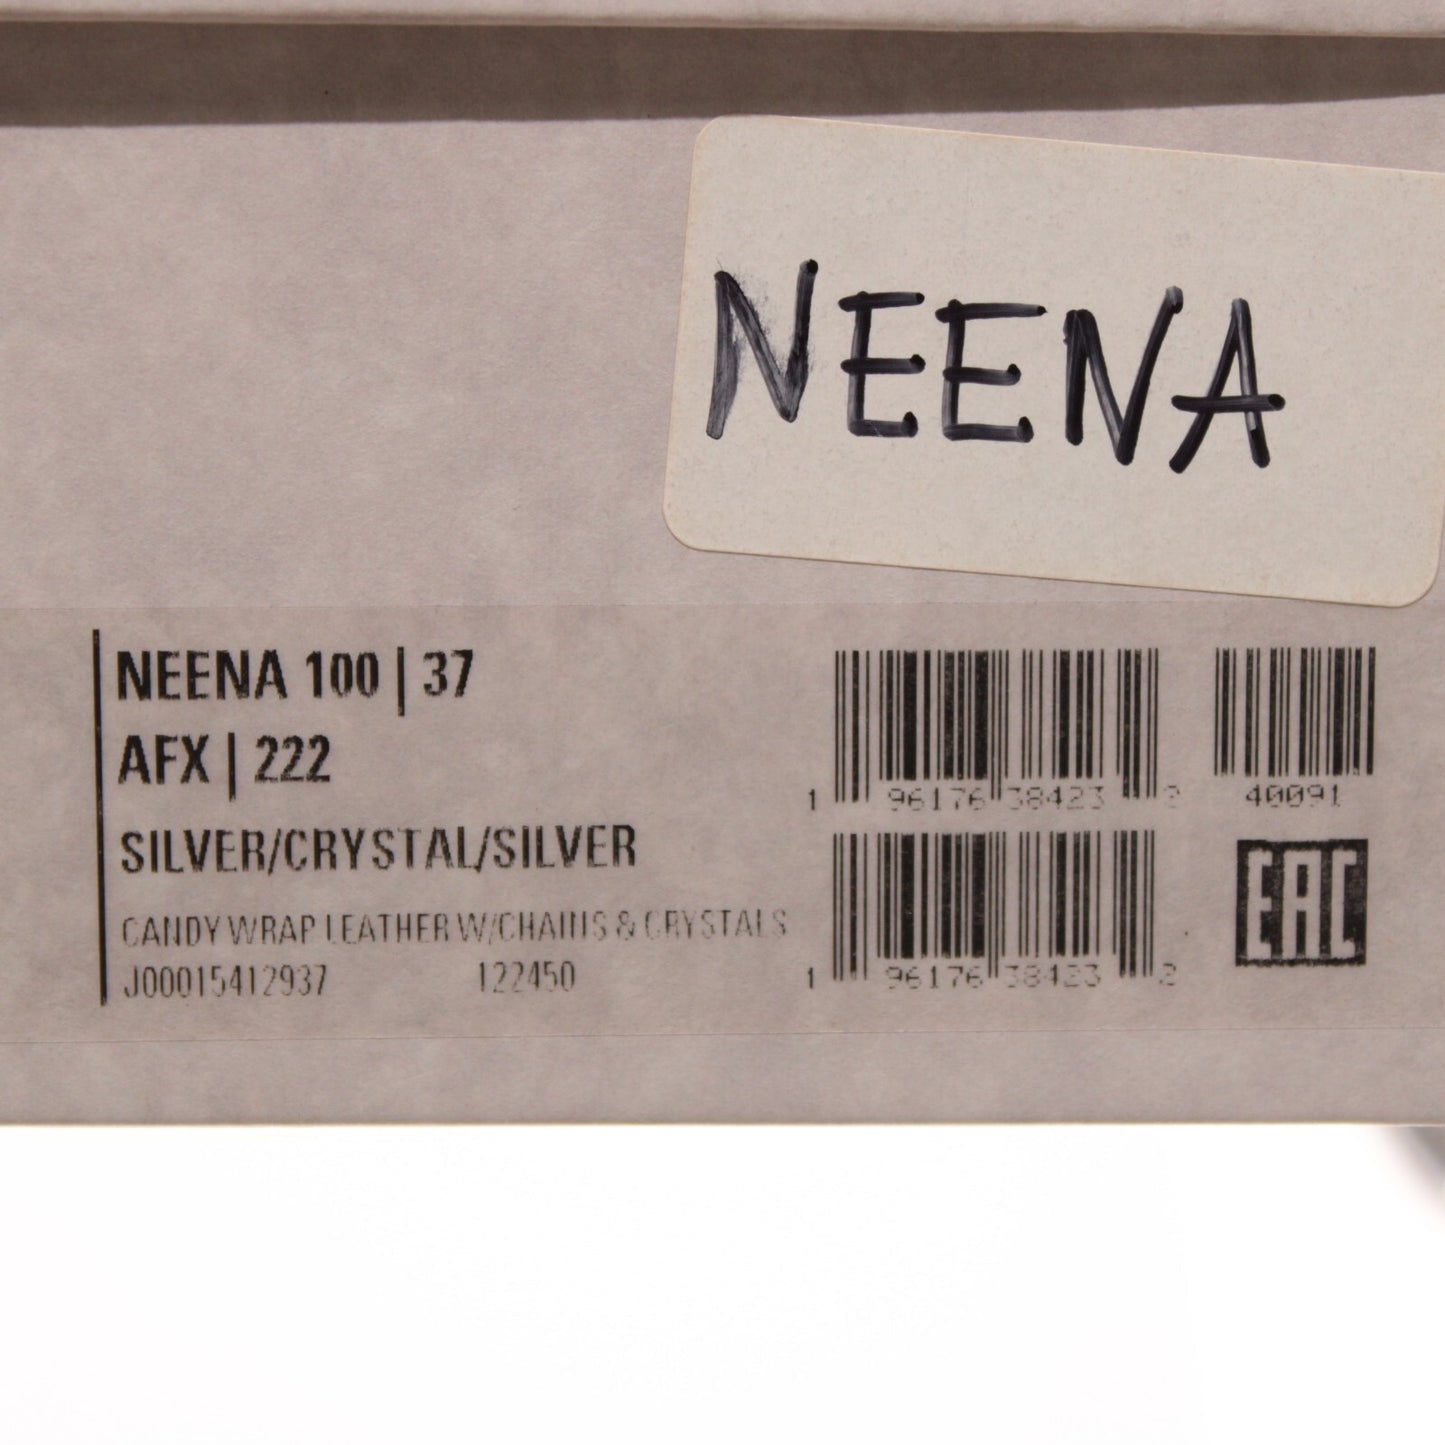 NEENA
NEENA 100 | 37
AFX | 222
SILVER/CRYSTAL/SILVER
CANDY WRAP LEATHER W/CHAINS & CRYSTALS
J00015412937 122450
1 96176 38423 2
40091
1 96176 38423 2
EAC